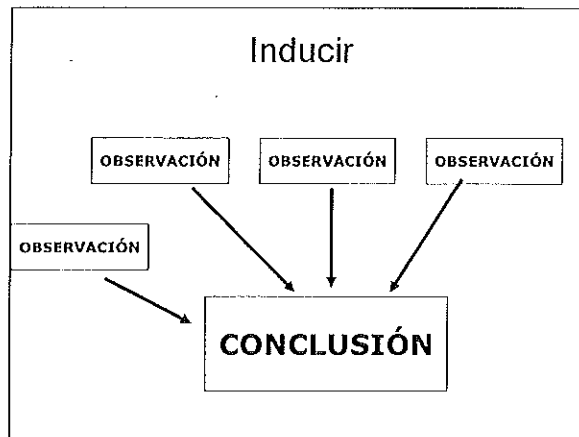 Inducir
OBSERVACIÓN
OBSERVACIÓN
OBSERVACIÓN
OBSERVACIÓN
CONCLUSIÓN